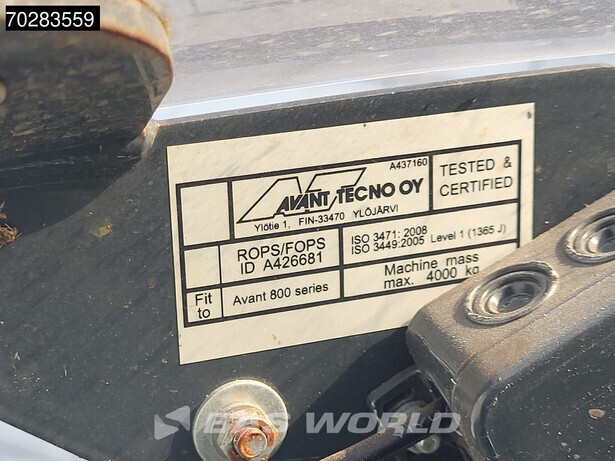 70283559
A437160
AVANT TECNO OY
Ylötie 1, FIN-33470 YLÖJÄRVI
TESTED &
CERTIFIED
ROPS/FOPS
ID A426681
ISO 3471: 2008
ISO 3449:2005 Level 1 (1365 J)
Fit
to
Avant 800 series
Machine mass
max. 4000 kg
BAS WORLD